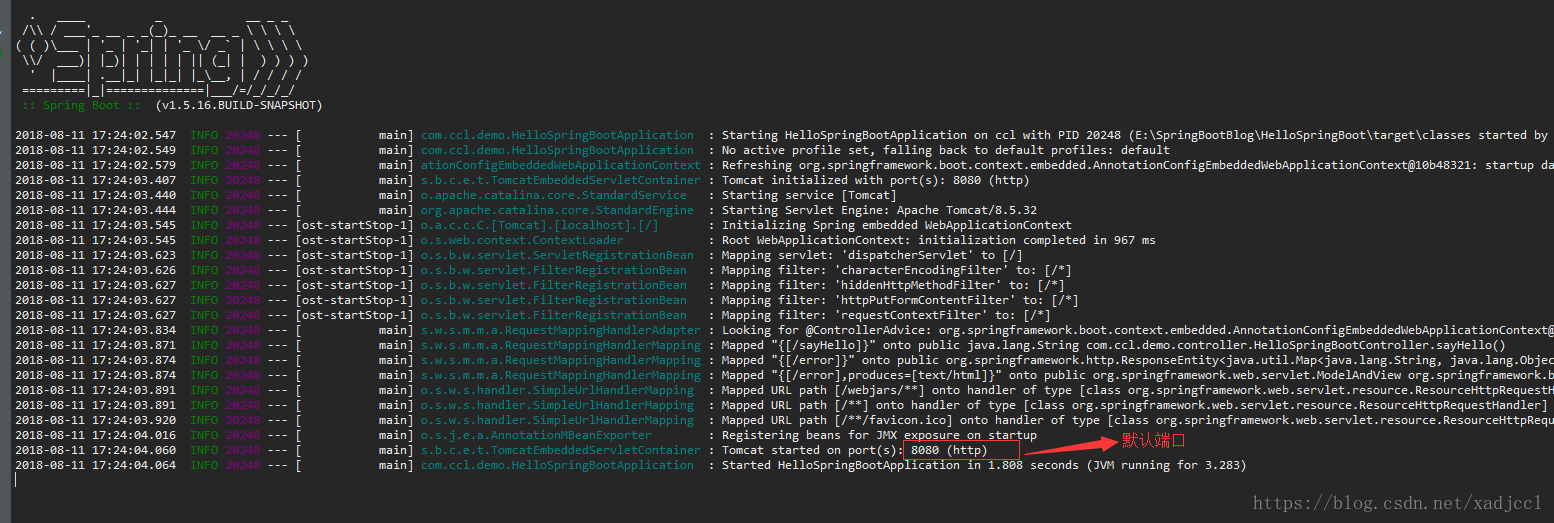 :: Spring Boot ::  (v1.5.16.BUILD-SNAPSHOT)
2018-08-11 17:24:02.547  INFO 20248 --- [           main] com.ccl.demo.HelloSpringBootApplication  : Starting HelloSpringBootApplication on ccl with PID 20248 (E:\SpringBootBlog\HelloSpringBoot\target\classes started by
2018-08-11 17:24:02.549  INFO 20248 --- [           main] com.ccl.demo.HelloSpringBootApplication  : No active profile set, falling back to default profiles: default
2018-08-11 17:24:02.579  INFO 20248 --- [           main] ationConfigEmbeddedWebApplicationContext : Refreshing org.springframework.boot.context.embedded.AnnotationConfigEmbeddedWebApplicationContext@10b48321: startup da
2018-08-11 17:24:03.407  INFO 20248 --- [           main] s.b.c.e.t.TomcatEmbeddedServletContainer : Tomcat initialized with port(s): 8080 (http)
2018-08-11 17:24:03.440  INFO 20248 --- [           main] o.apache.catalina.core.StandardService   : Starting service [Tomcat]
2018-08-11 17:24:03.444  INFO 20248 --- [           main] org.apache.catalina.core.StandardEngine  : Starting Servlet Engine: Apache Tomcat/8.5.32
2018-08-11 17:24:03.545  INFO 20248 --- [ost-startStop-1] o.a.c.c.C.[Tomcat].[localhost].[/]       : Initializing Spring embedded WebApplicationContext
2018-08-11 17:24:03.545  INFO 20248 --- [ost-startStop-1] o.s.web.context.ContextLoader            : Root WebApplicationContext: initialization completed in 967 ms
2018-08-11 17:24:03.623  INFO 20248 --- [ost-startStop-1] o.s.b.w.servlet.ServletRegistrationBean  : Mapping servlet: 'dispatcherServlet' to [/]
2018-08-11 17:24:03.626  INFO 20248 --- [ost-startStop-1] o.s.b.w.servlet.FilterRegistrationBean   : Mapping filter: 'characterEncodingFilter' to: [/*]
2018-08-11 17:24:03.627  INFO 20248 --- [ost-startStop-1] o.s.b.w.servlet.FilterRegistrationBean   : Mapping filter: 'hiddenHttpMethodFilter' to: [/*]
2018-08-11 17:24:03.627  INFO 20248 --- [ost-startStop-1] o.s.b.w.servlet.FilterRegistrationBean   : Mapping filter: 'httpPutFormContentFilter' to: [/*]
2018-08-11 17:24:03.627  INFO 20248 --- [ost-startStop-1] o.s.b.w.servlet.FilterRegistrationBean   : Mapping filter: 'requestContextFilter' to: [/*]
2018-08-11 17:24:03.834  INFO 20248 --- [           main] s.w.s.m.m.a.RequestMappingHandlerAdapter : Looking for @ControllerAdvice: org.springframework.boot.context.embedded.AnnotationConfigEmbeddedWebApplicationContext@
2018-08-11 17:24:03.871  INFO 20248 --- [           main] s.w.s.m.m.a.RequestMappingHandlerMapping : Mapped "{[/sayHello]}" onto public java.lang.String com.ccl.demo.controller.HelloSpringBootController.sayHello()
2018-08-11 17:24:03.874  INFO 20248 --- [           main] s.w.s.m.m.a.RequestMappingHandlerMapping : Mapped "{[/error]}" onto public org.springframework.http.ResponseEntity<java.util.Map<java.lang.String, java.lang.Objec
2018-08-11 17:24:03.874  INFO 20248 --- [           main] s.w.s.m.m.a.RequestMappingHandlerMapping : Mapped "{[/error],produces=[text/html]}" onto public org.springframework.web.servlet.ModelAndView org.springframework.b
2018-08-11 17:24:03.891  INFO 20248 --- [           main] o.s.w.s.handler.SimpleUrlHandlerMapping  : Mapped URL path [/webjars/**] onto handler of type [class org.springframework.web.servlet.resource.ResourceHttpRequestH
2018-08-11 17:24:03.891  INFO 20248 --- [           main] o.s.w.s.handler.SimpleUrlHandlerMapping  : Mapped URL path [/**] onto handler of type [class org.springframework.web.servlet.resource.ResourceHttpRequestHandler]
2018-08-11 17:24:03.920  INFO 20248 --- [           main] o.s.w.s.handler.SimpleUrlHandlerMapping  : Mapped URL path [/**/favicon.ico] onto handler of type [class org.springframework.web.servlet.resource.ResourceHttpReque
2018-08-11 17:24:04.016  INFO 20248 --- [           main] o.s.j.e.a.AnnotationMBeanExporter        : Registering beans for JMX exposure on startup
2018-08-11 17:24:04.060  INFO 20248 --- [           main] s.b.c.e.t.TomcatEmbeddedServletContainer : Tomcat started on port(s): 8080 (http)
默认端口
2018-08-11 17:24:04.064  INFO 20248 --- [           main] com.ccl.demo.HelloSpringBootApplication  : Started HelloSpringBootApplication in 1.808 seconds (JVM running for 3.283)
https://blog.csdn.net/xadjccl